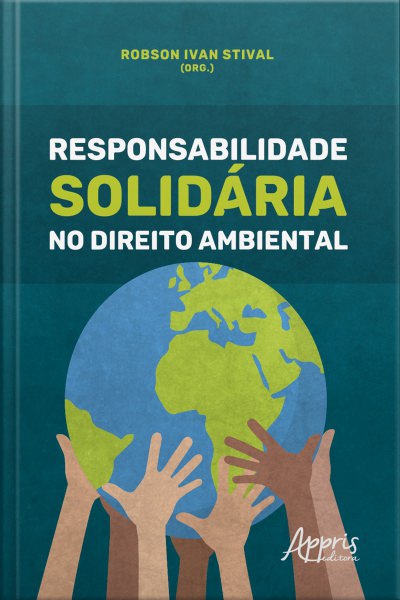 ROBSON IVAN STIVAL
(ORG.)
RESPONSABILIDADE
SOLIDÁRIA
NO DIREITO AMBIENTAL
Appris
editora